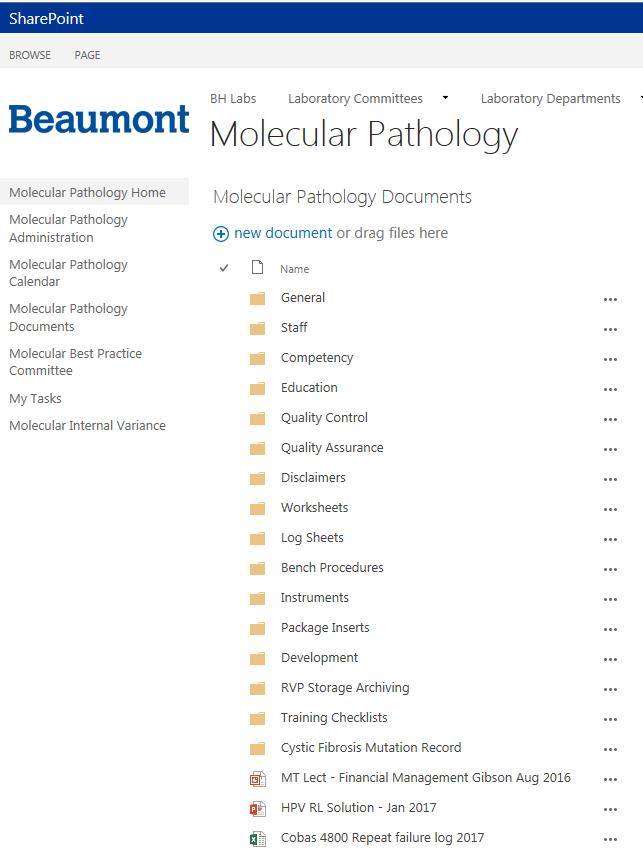 SharePoint
BROWSE PAGE
BH Labs Laboratory Committees Laboratory Departments
Beaumont
Molecular Pathology
Molecular Pathology Home
Molecular Pathology
Administration
Molecular Pathology
Calendar
Molecular Pathology
Documents
Molecular Best Practice
Committee
My Tasks
Molecular Internal Variance
Molecular Pathology Documents
new document or drag files here
Name
General
Staff
Competency
Education
Quality Control
Quality Assurance
Disclaimers
Worksheets
Log Sheets
Bench Procedures
Instruments
Package Inserts
Development
RVP Storage Archiving
Training Checklists
Cystic Fibrosis Mutation Record
MT Lect - Financial Management Gibson Aug 2016
HPV RL Solution - Jan 2017
Cobas 4800 Repeat failure log 2017